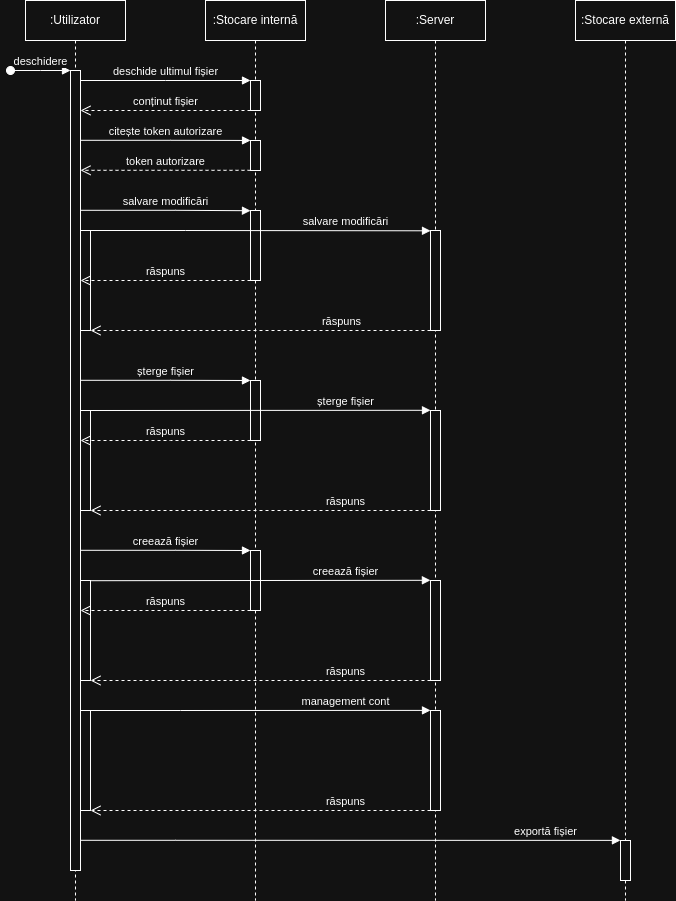 :Utilizator
:Stocare internă
:Server
:Stocare externă
deschidere
deschide ultimul fișier
conținut fișier
citește token autorizare
token autorizare
salvare modificări
salvare modificări
răspuns
răspuns
șterge fișier
șterge fișier
răspuns
răspuns
creează fișier
creează fișier
răspuns
răspuns
management cont
răspuns
exportă fișier